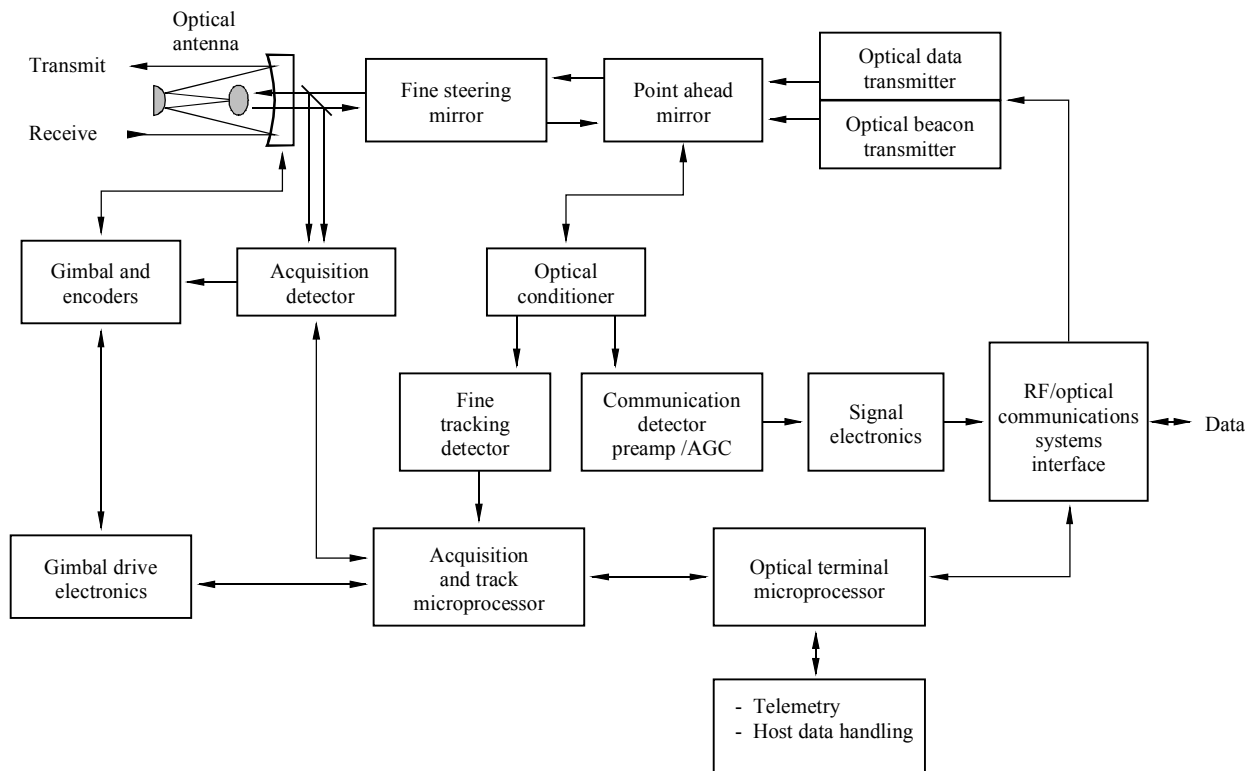 Optical
antenna
Transmit
Receive
Fine steering
mirror
Point ahead
mirror
Optical data
transmitter
Optical beacon
transmitter
Gimbal and
encoders
Acquisition
detector
Optical
conditioner
Fine
tracking
detector
Communication
detector
preamp /AGC
Signal
electronics
RF/optical
communications
systems
interface
Data
Gimbal drive
electronics
Acquisition
and track
microprocessor
Optical terminal
microprocessor
- Telemetry
- Host data handling